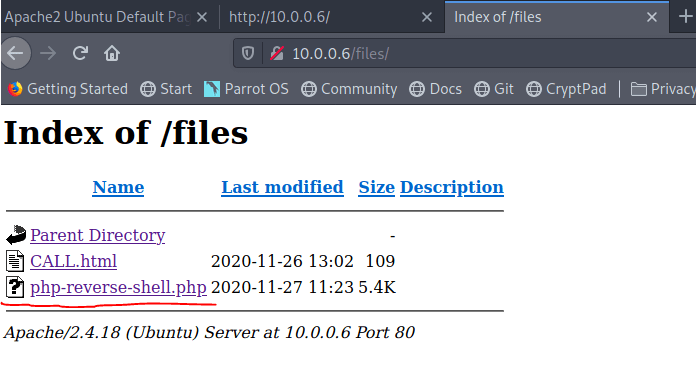 Apache2 Ubuntu Default Pa
http://10.0.0.6/
Index of /files
10.0.0.6/files/
Getting Started Start Parrot OS Community Docs Git CryptPad Privacy
Index of /files
Name Last modified Size Description
Parent Directory -
CALL.html 2020-11-26 13:02 109
php-reverse-shell.php 2020-11-27 11:23 5.4K
Apache/2.4.18 (Ubuntu) Server at 10.0.0.6 Port 80